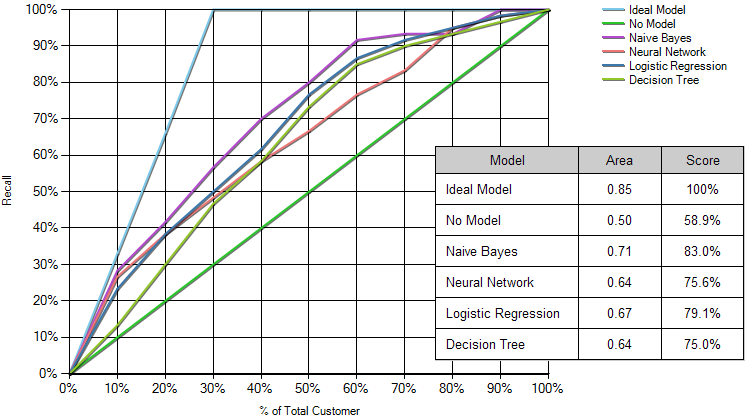 100%
90%
80%
70%
60%
50%
40%
30%
20%
10%
0%
Recall
0% 10% 20% 30% 40% 50% 60% 70% 80% 90% 100%
% of Total Customer
Ideal Model
No Model
Naive Bayes
Neural Network
Logistic Regression
Decision Tree
Model Area Score
Ideal Model 0.85 100%
No Model 0.50 58.9%
Naive Bayes 0.71 83.0%
Neural Network 0.64 75.6%
Logistic Regression 0.67 79.1%
Decision Tree 0.64 75.0%